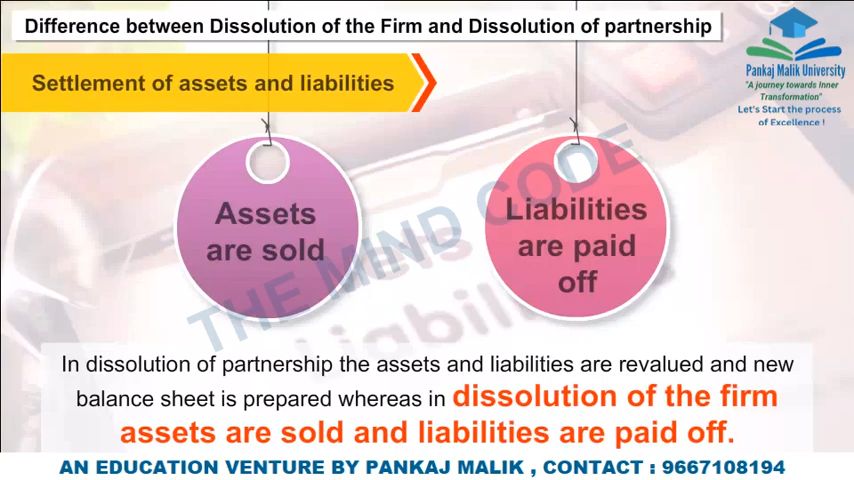 Difference between Dissolution of the Firm and Dissolution of partnership
Settlement of assets and liabilities
Pankaj Malik University
"A journey towards Inner
Transformation"
Let's Start the process
of Excellence !
Assets
are sold
Liabilities
are paid
off
THE MIND CODE
Liabilities
In dissolution of partnership the assets and liabilities are revalued and new
balance sheet is prepared whereas in dissolution of the firm
assets are sold and liabilities are paid off.
AN EDUCATION VENTURE BY PANKAJ MALIK , CONTACT : 9667108194